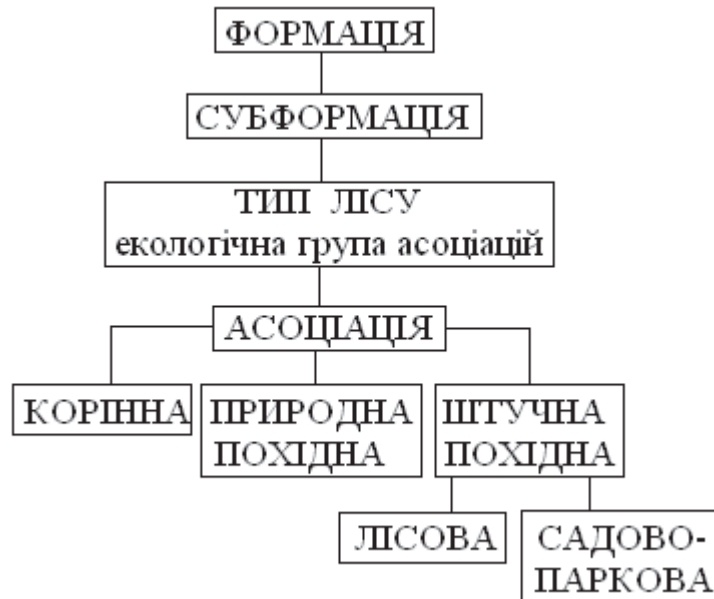 ФОРМАЦІЯ
СУБФОРМАЦІЯ
ТИП ЛІСУ
екологічна група асоціацій
АСОЦІАЦІЯ
КОРІННА
ПРИРОДНА
ПОХІДНА
ШТУЧНА
ПОХІДНА
ЛІСОВА
САДОВО-
ПАРКОВА